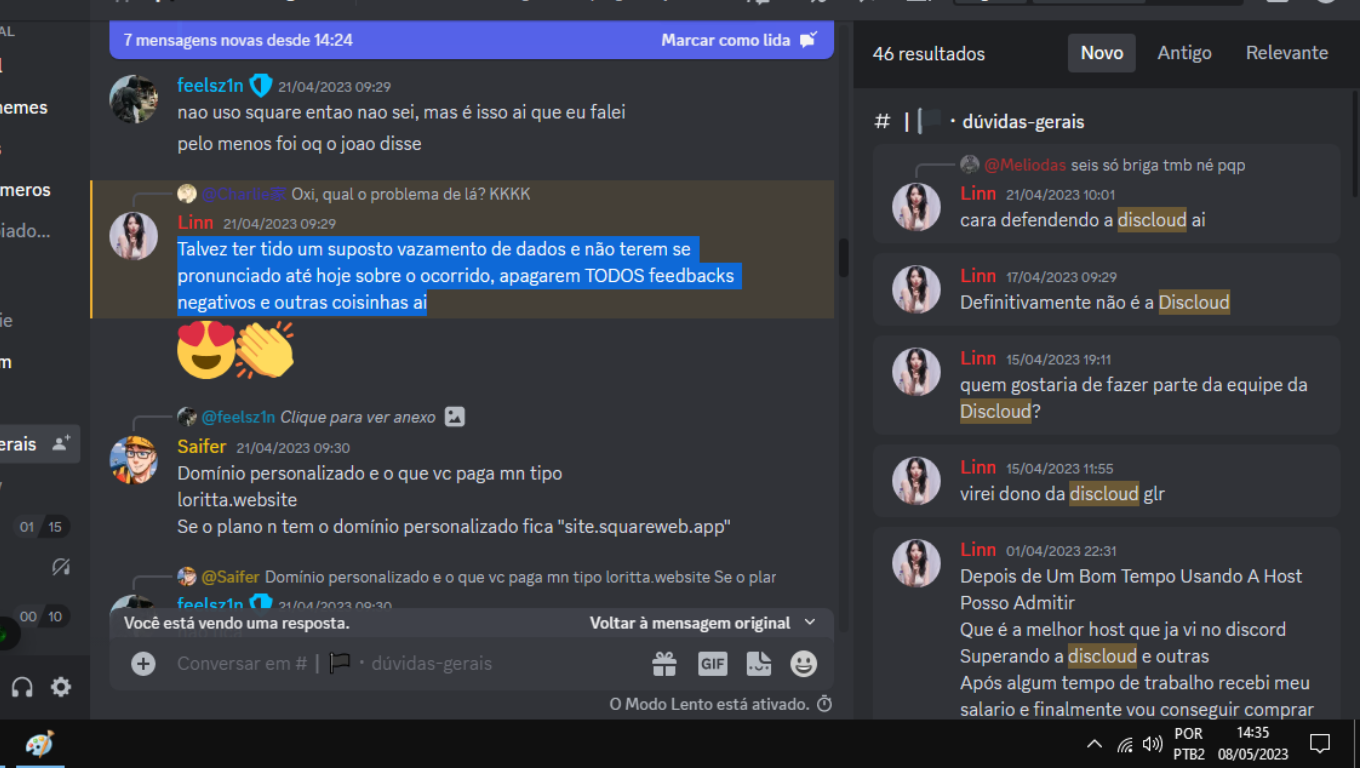 AL
nemes
meros
iado...
ie
m
erais
01 15
00 10
7 mensagens novas desde 14:24
Marcar como lida
feelsz1n 21/04/2023 09:29
nao uso square entao nao sei, mas é isso ai que eu falei
pelo menos foi oq o joao disse
Oxi, qual o problema de lá? KKKK
Linn 21/04/2023 09:29
Talvez ter tido um suposto vazamento de dados e não terem se
pronunciado até hoje sobre o ocorrido, apagarem TODOS feedbacks
negativos e outras coisinhas ai
@feelsz1n Clique para ver anexo
Saifer 21/04/2023 09:30
Domínio personalizado e o que vc paga mn tipo
loritta.website
Se o plano n tem o domínio personalizado fica "site.squareweb.app"
@Saifer Domínio personalizado e o que vc paga mn tipo loritta.website Se o plar
feelsz1n 21/04/2023 09:30
Você está vendo uma resposta.
Voltar à mensagem original
Conversar em # | · dúvidas-gerais
GIF
O Modo Lento está ativado.
46 resultados
Novo
Antigo
Relevante
# | · dúvidas-gerais
@Meliodas seis só briga tmb né pqp
Linn 21/04/2023 10:01
cara defendendo a discloud ai
Linn 17/04/2023 09:29
Definitivamente não é a Discloud
Linn 15/04/2023 19:11
quem gostaria de fazer parte da equipe da
Discloud?
Linn 15/04/2023 11:55
virei dono da discloud glr
Linn 01/04/2023 22:31
Depois de Um Bom Tempo Usando A Host
Posso Admitir
Que é a melhor host que ja vi no discord
Superando a discloud e outras
Após algum tempo de trabalho recebi meu
salario e finalmente vou conseguir comprar
POR
PTB2
14:35
08/05/2023